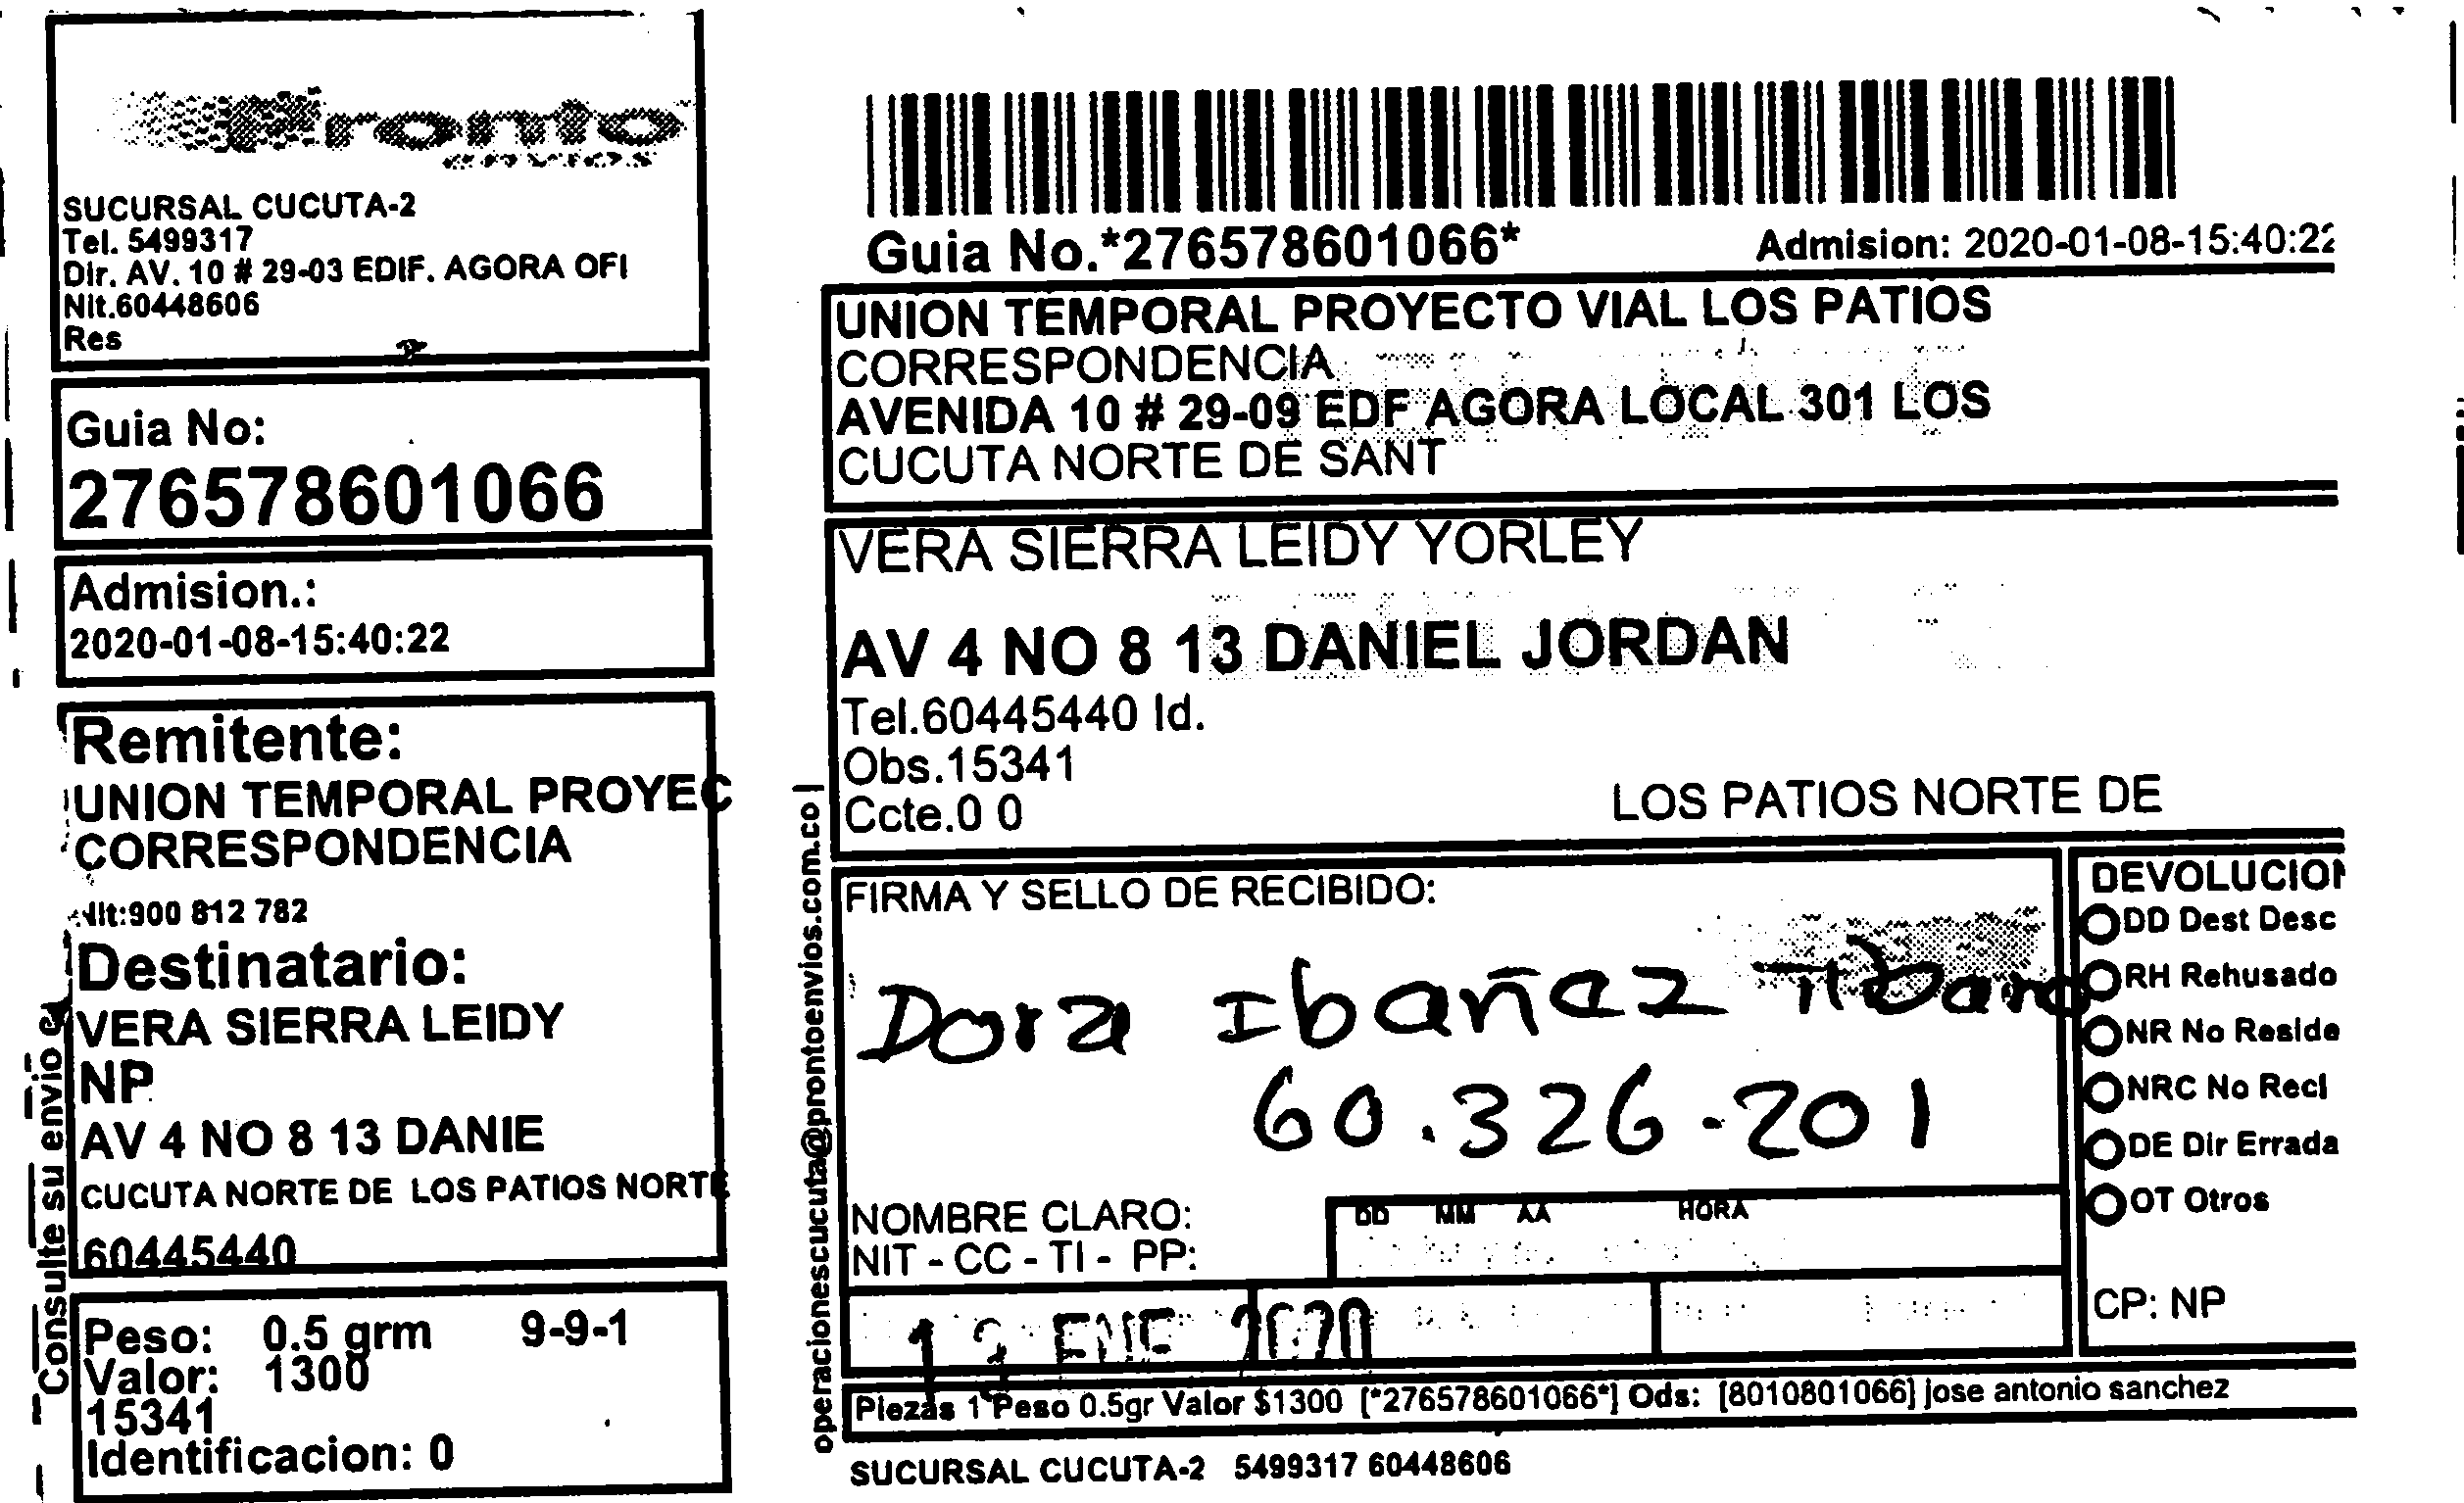 Pronto
envios
SUCURSAL CUCUTA-2
Tel. 5499317
Dir. AV. 10 # 29-03 EDIF. AGORA OFI
Nit.60448606
Res
Guia No:
276578601066
Admision.:
2020-01-08-15:40:22
Remitente:
UNION TEMPORAL PROYEC
CORRESPONDENCIA
Nit:900 812 782
Destinatario:
VERA SIERRA LEIDY
NP
AV 4 NO 8 13 DANIE
CUCUTA NORTE DE LOS PATIOS NORTE
60445440
Peso: 0.5 grm 9-9-1
Valor: 1300
15341
Identificacion: 0
Consulte su envio
operacionescucuta@prontoenvios.com.co
Guia No.*276578601066* Admision: 2020-01-08-15:40:22
UNION TEMPORAL PROYECTO VIAL LOS PATIOS
CORRESPONDENCIA
AVENIDA 10 # 29-09 EDF AGORA LOCAL 301 LOS
CUCUTA NORTE DE SANT
VERA SIERRA LEIDY YORLEY
AV 4 NO 8 13 DANIEL JORDAN
Tel.60445440 Id.
Obs.15341
Ccte.0 0
LOS PATIOS NORTE DE
FIRMA Y SELLO DE RECIBIDO:
Dora Ibañaz
60.326.201
NOMBRE CLARO:
NIT - CC - TI - PP:
DD MM AA HORA
ENE 2020
DEVOLUCION
DD Dest Desc
RH Rehusado
NR No Reside
NRC No Recl
DE Dir Errada
OT Otros
CP: NP
Piezas 1 Peso 0.5gr Valor $1300 [*276578601066*] Ods: [8010801066] jose antonio sanchez
SUCURSAL CUCUTA-2 5499317 60448606